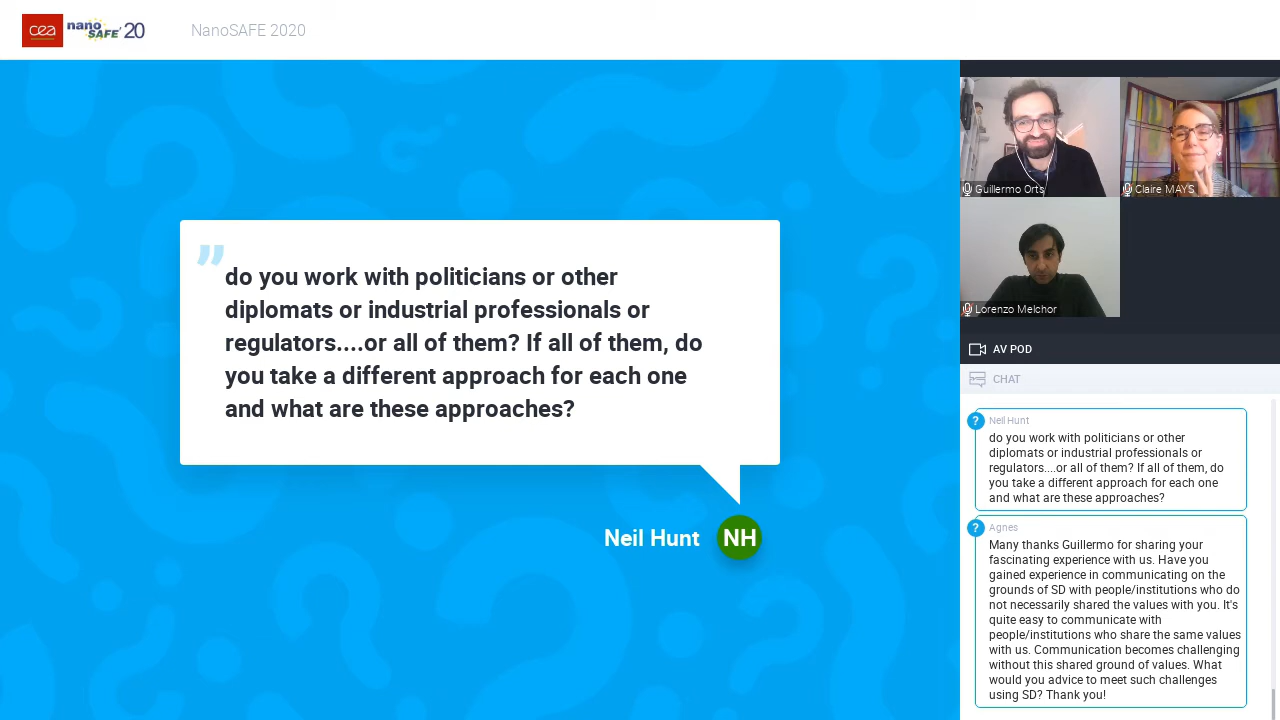 cea nano SAFE' 20
NanoSAFE 2020
do you work with politicians or other
diplomats or industrial professionals or
regulators....or all of them? If all of them, do
you take a different approach for each one
and what are these approaches?
Neil Hunt NH
Guillermo Orts
Claire MAYS
Lorenzo Melchor
AV POD
CHAT
?
Neil Hunt
do you work with politicians or other
diplomats or industrial professionals or
regulators....or all of them? If all of them, do
you take a different approach for each one
and what are these approaches?
?
Agnes
Many thanks Guillermo for sharing your
fascinating experience with us. Have you
gained experience in communicating on the
grounds of SD with people/institutions who do
not necessarily shared the values with you. It's
quite easy to communicate with
people/institutions who share the same values
with us. Communication becomes challenging
without this shared ground of values. What
would you advice to meet such challenges
using SD? Thank you!